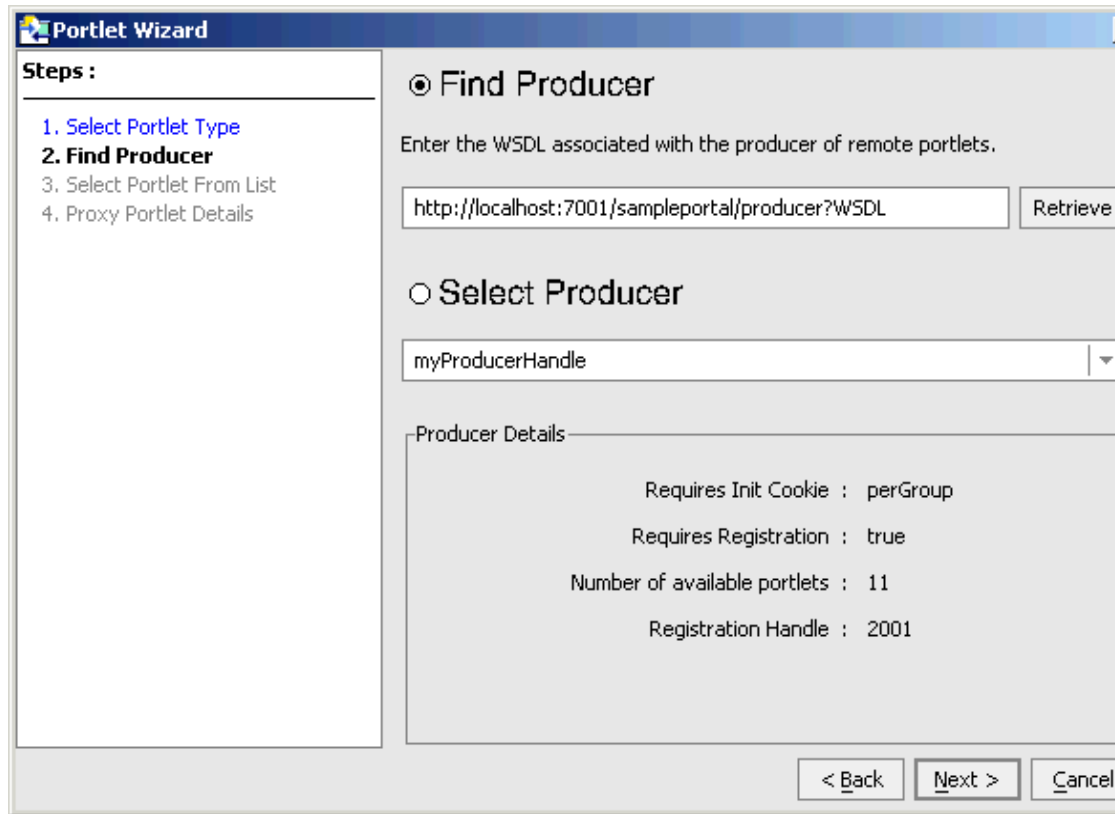 Portlet Wizard
Steps :
1. Select Portlet Type
2. Find Producer
3. Select Portlet From List
4. Proxy Portlet Details
Find Producer
Enter the WSDL associated with the producer of remote portlets.
http://localhost:7001/sampleportal/producer?WSDL Retrieve
Select Producer
myProducerHandle
Producer Details
Requires Init Cookie : perGroup
Requires Registration : true
Number of available portlets : 11
Registration Handle : 2001
< Back Next > Cancel